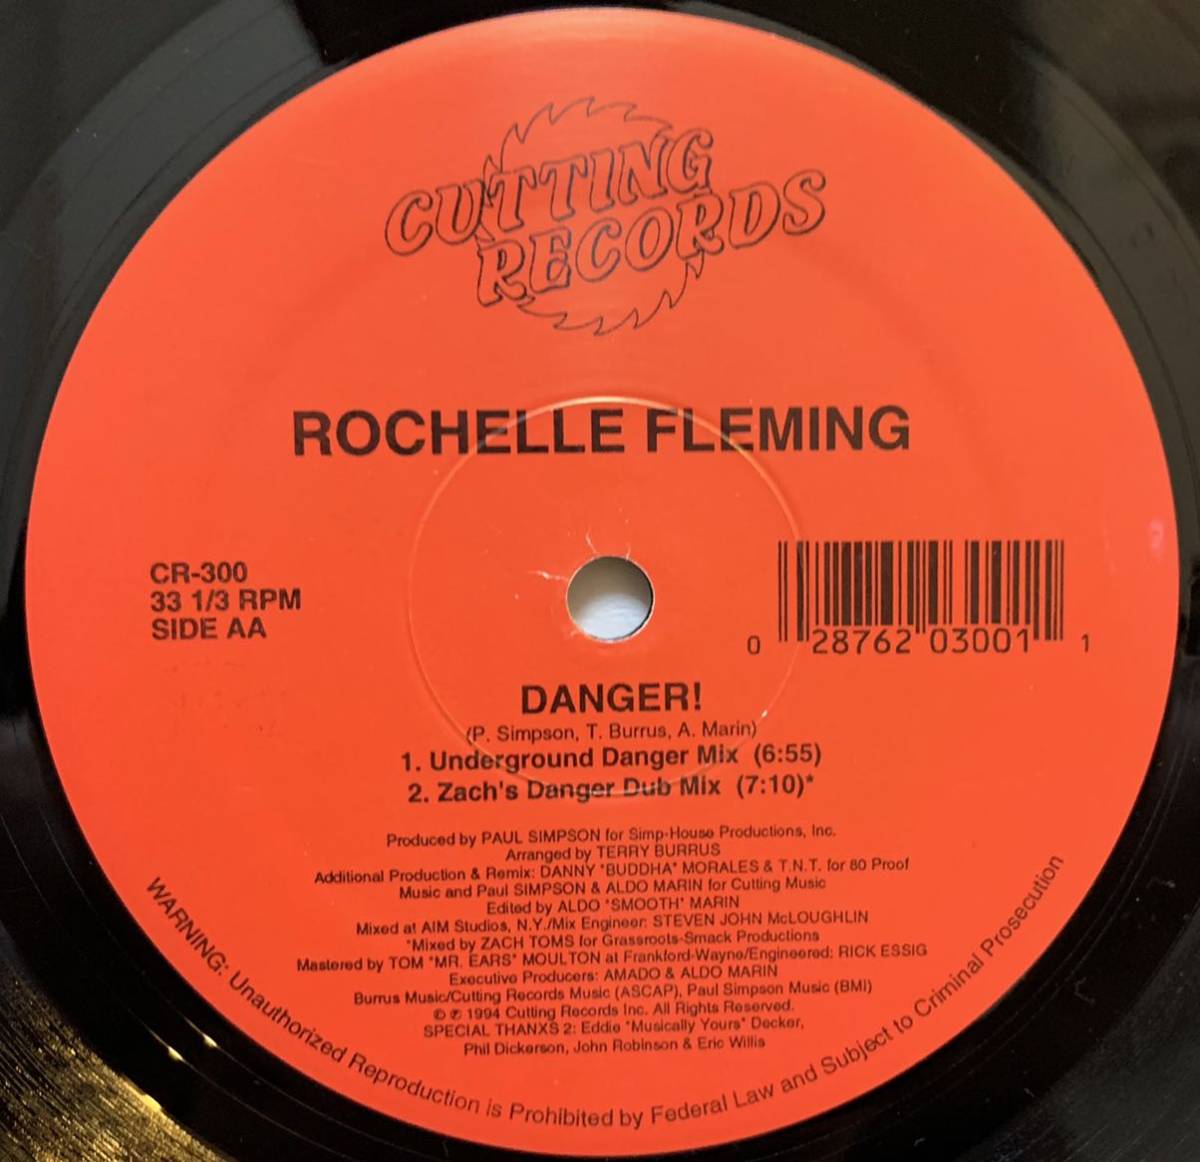 CUTTING
RECORDS
ROCHELLE FLEMING
CR-300
33 1/3 RPM
SIDE AA
0 28762 03001 1
DANGER!
(P. Simpson, T. Burrus, A. Marin)
1. Underground Danger Mix (6:55)
2. Zach's Danger Dub Mix (7:10)*
Produced by PAUL SIMPSON for Simp-House Productions, Inc.
Arranged by TERRY BURRUS
Additional Production & Remix: DANNY "BUDDHA" MORALES & T.N.T. for 80 Proof
Music and Paul SIMPSON & ALDO MARIN for Cutting Music
Edited by ALDO "SMOOTH" MARIN
Mixed at AIM Studios, N.Y./Mix Engineer: STEVEN JOHN McLOUGHLIN
*Mixed by ZACH TOMS for Grassroots-Smack Productions
Mastered by TOM "MR. EARS" MOULTON at Frankford-Wayne/Engineered: RICK ESSIG
Executive Producers: AMADO & ALDO MARIN
Burrus Music/Cutting Records Music (ASCAP), Paul Simpson Music (BMI)
© ℗ 1994 Cutting Records Inc. All Rights Reserved.
SPECIAL THANXS 2: Eddie "Musically Yours" Decker,
Phil Dickerson, John Robinson & Eric Willis
WARNING: Unauthorized Reproduction is Prohibited by Federal Law and Subject to Criminal Prosecution